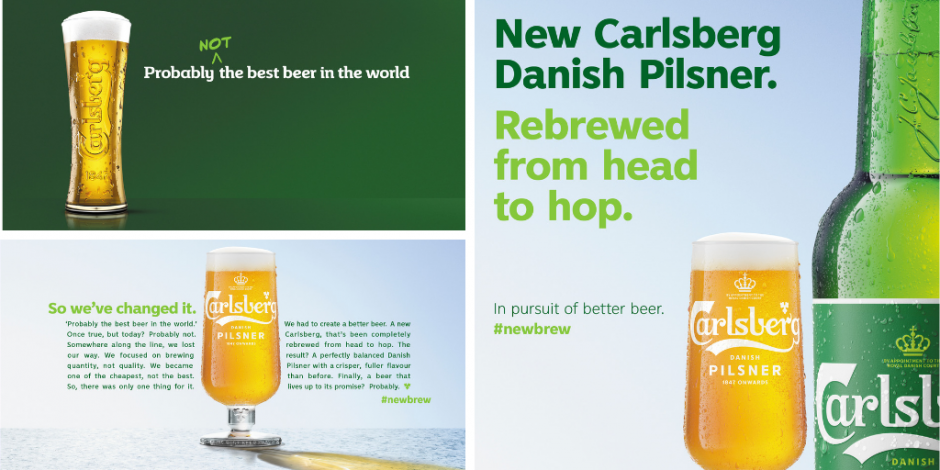 NOT
Probably the best beer in the world
Carlsberg
So we've changed it.
'Probably the best beer in the world.'
Once true, but today? Probably not.
Somewhere along the line, we lost
our way. We focused on brewing
quantity, not quality. We became
one of the cheapest, not the best.
So, there was only one thing for it.
Carlsberg
DANISH
PILSNER
1847 ONWARDS
We had to create a better beer. A new
Carlsberg, that's been completely
rebrewed from head to hop. The
result? A perfectly balanced Danish
Pilsner with a crisper, fuller flavour
than before. Finally, a beer that
lives up to its promise? Probably.
#newbrew
New Carlsberg
Danish Pilsner.
Rebrewed
from head
to hop.
In pursuit of better beer.
#newbrew
Carlsberg
DANISH
PILSNER
1847 ONWARDS
Carlsb
DANISH